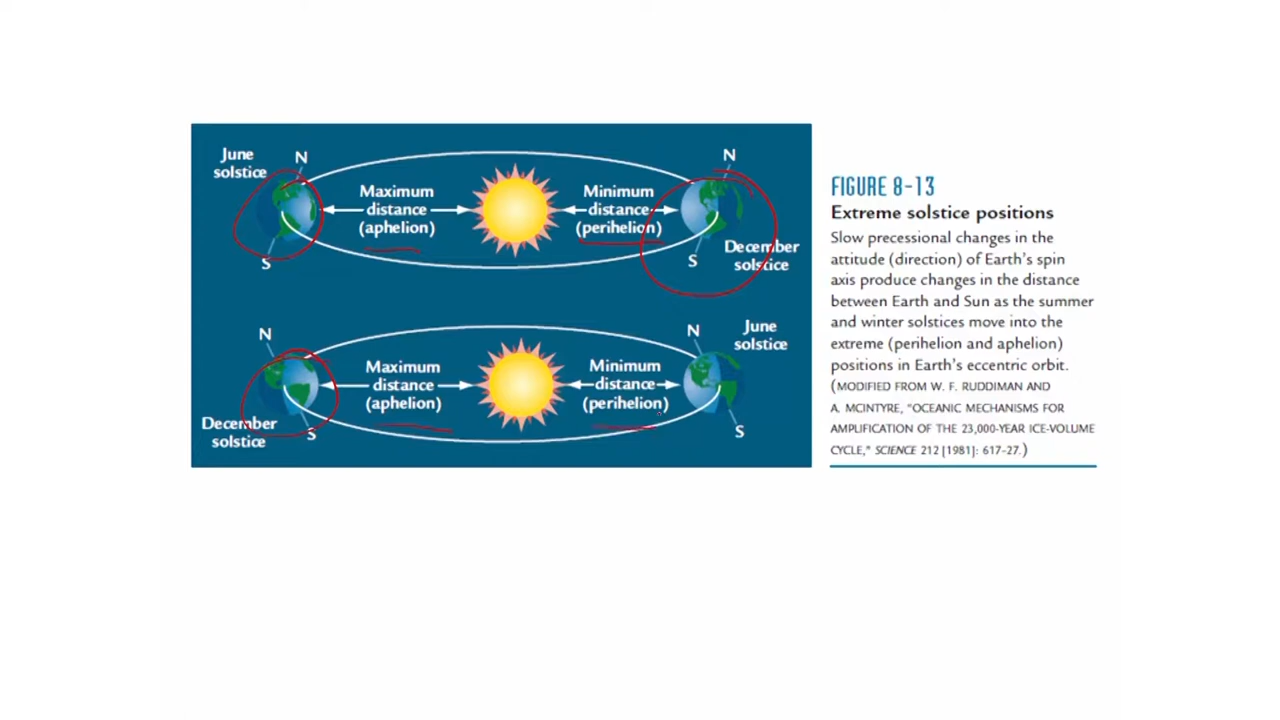 June
solstice
N
S
Maximum
distance
(aphelion)
Minimum
distance
(perihelion)
N
S
December
solstice
N
December
solstice
S
Maximum
distance
(aphelion)
Minimum
distance
(perihelion)
N
June
solstice
S
FIGURE 8-13
Extreme solstice positions
Slow precessional changes in the
attitude (direction) of Earth's spin
axis produce changes in the distance
between Earth and Sun as the summer
and winter solstices move into the
extreme (perihelion and aphelion)
positions in Earth's eccentric orbit.
(MODIFIED FROM W. F. RUDDIMAN AND
A. MCINTYRE, "OCEANIC MECHANISMS FOR
AMPLIFICATION OF THE 23,000-YEAR ICE-VOLUME
CYCLE," SCIENCE 212 [1981]: 617-27.)